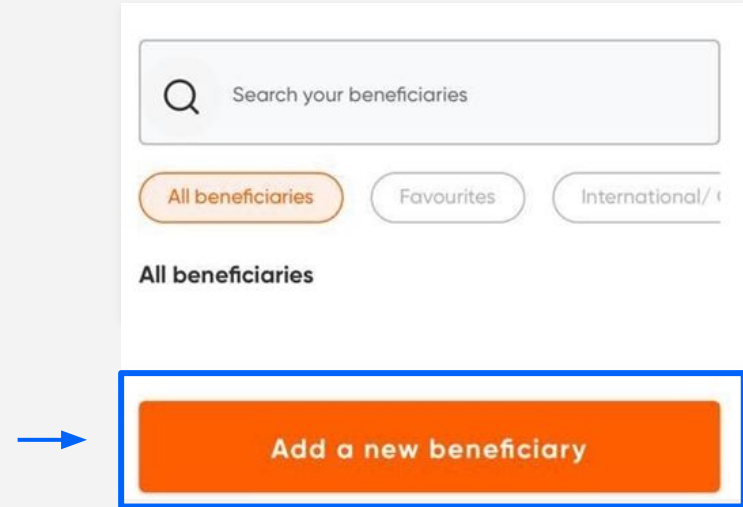 Search your beneficiaries
All beneficiaries Favourites International/
All beneficiaries
Add a new beneficiary